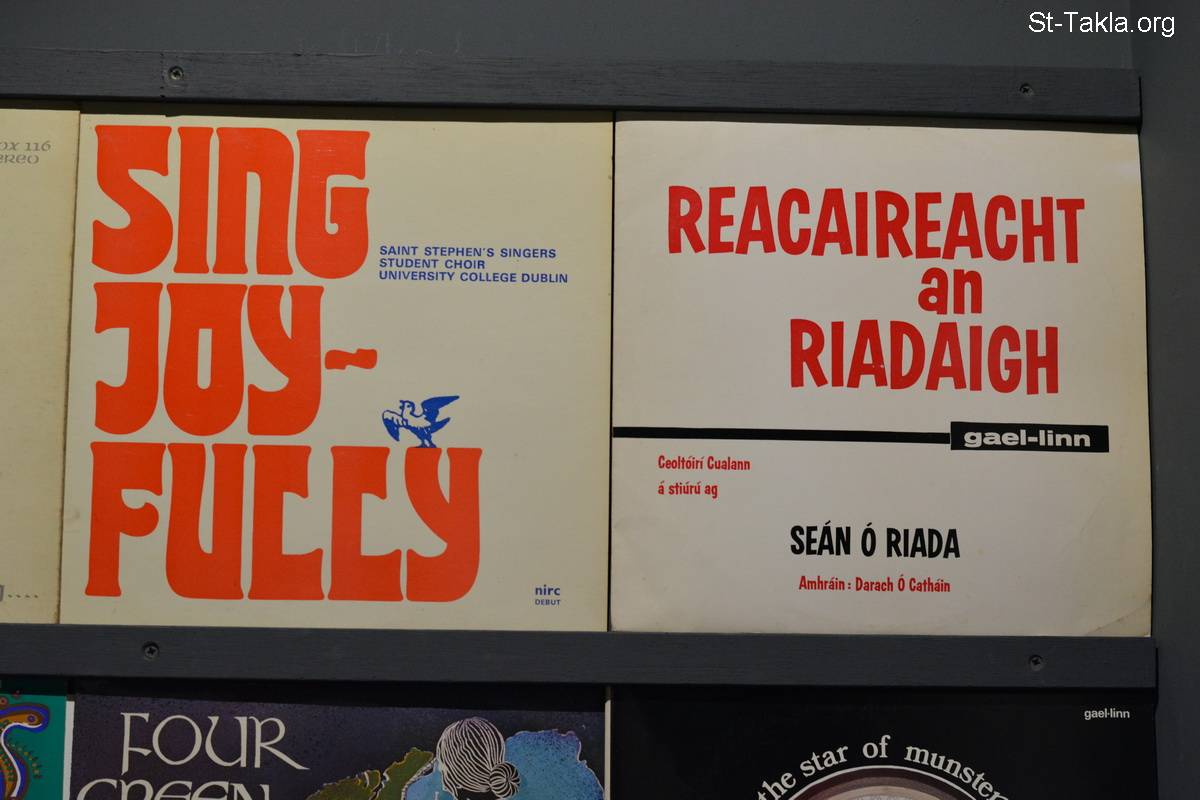 St-Takla.org
116
SING
JOY-
FULLY
SAINT STEPHEN'S SINGERS
STUDENT CHOIR
UNIVERSITY COLLEGE DUBLIN
nirc
DEBUT
REACAIREACHT
an
RIADAIGH
gael-linn
Ceoltóirí Cualann
á stiúrú ag
SEÁN Ó RIADA
Amhráin : Darach Ó Catháin
FOUR
GREEN
gael-linn
the star of munster